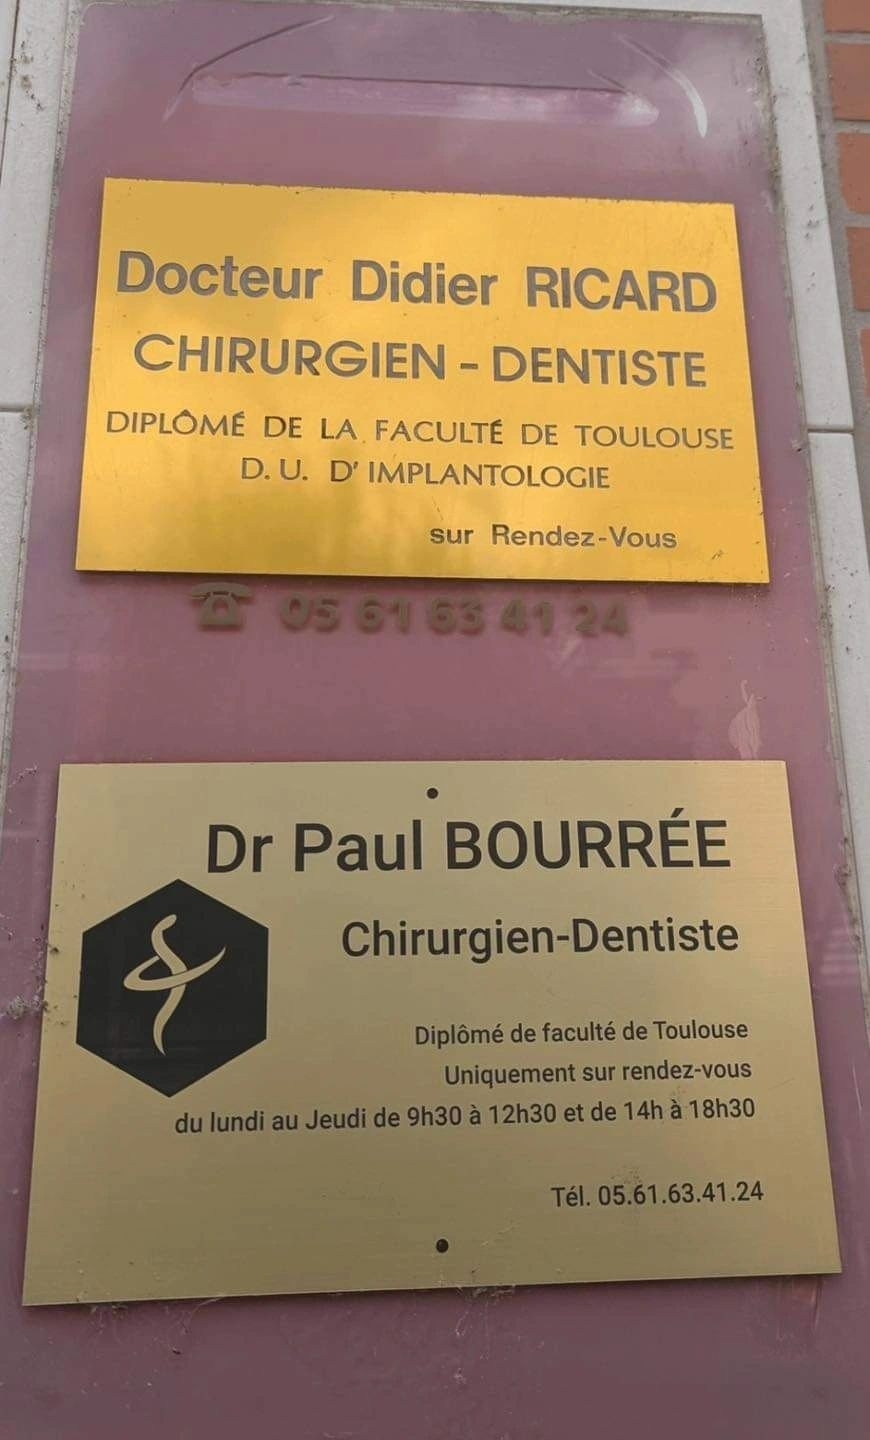 Docteur Didier RICARD
CHIRURGIEN - DENTISTE
DIPLÔMÉ DE LA FACULTÉ DE TOULOUSE
D. U. D' IMPLANTOLOGIE
sur Rendez-Vous
☎ 05 61 63 41 24
Dr Paul BOURRÉE
Chirurgien-Dentiste
Diplômé de faculté de Toulouse
Uniquement sur rendez-vous
du lundi au Jeudi de 9h30 à 12h30 et de 14h à 18h30
Tél. 05.61.63.41.24